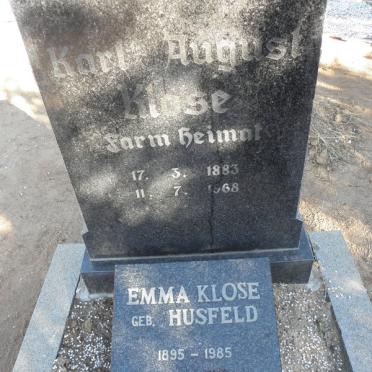 Karl August
Klose
Farm Heimat
17. 3. 1883
11. 7. 1968
EMMA KLOSE
GEB. HUSFELD
1895 - 1985